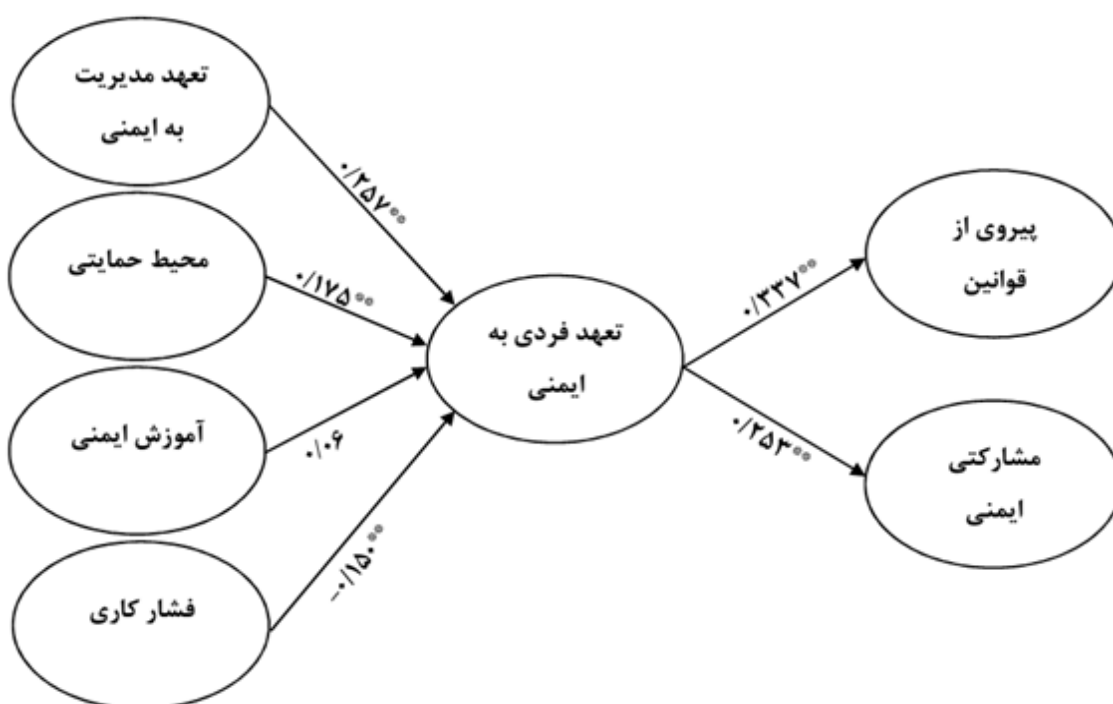 تعهد مدیریت
به ایمنی
محیط حمایتی
آموزش ایمنی
فشار کاری
۰/۲۵۷**
۰/۱۷۵**
۰/۰۶
-۰/۱۵۰**
تعهد فردی به
ایمنی
۰/۳۳۷**
۰/۲۵۳**
پیروی از
قوانین
مشارکتی
ایمنی